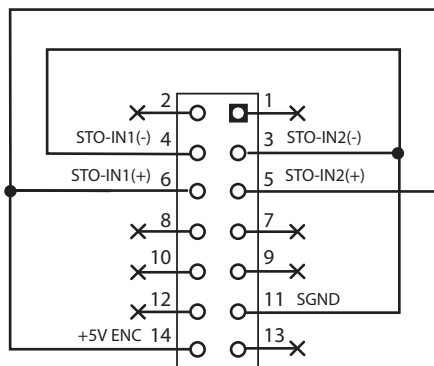 2 1
STO-IN1(-) 4 3 STO-IN2(-)
STO-IN1(+) 6 5 STO-IN2(+)
8 7
10 9
12 11 SGND
+5V ENC 14 13